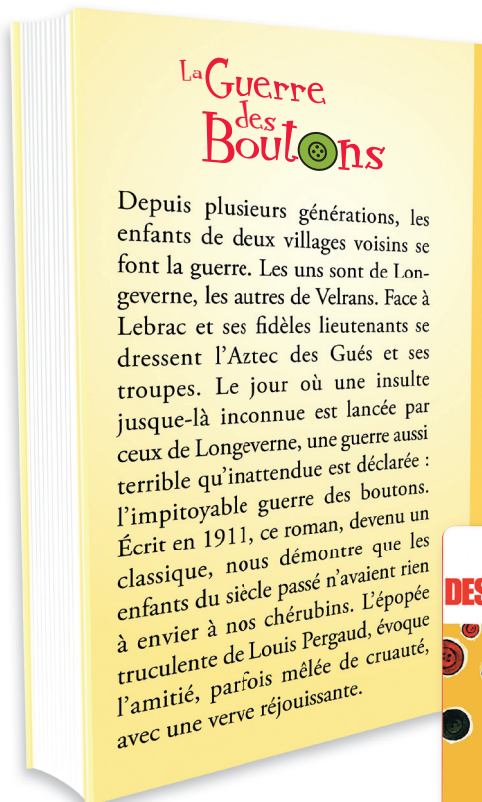 La Guerre
des
Boutons
Depuis plusieurs générations, les
enfants de deux villages voisins se
font la guerre. Les uns sont de Lon-
geverne, les autres de Velrans. Face à
Lebrac et ses fidèles lieutenants se
dressent l'Aztec des Gués et ses
troupes. Le jour où une insulte
jusque-là inconnue est lancée par
ceux de Longeverne, une guerre aussi
terrible qu'inattendue est déclarée :
l'impitoyable guerre des boutons.
Écrit en 1911, ce roman, devenu un
classique, nous démontre que les
enfants du siècle passé n'avaient rien
à envier à nos chérubins. L'épopée
truculente de Louis Pergaud, évoque
l'amitié, parfois mêlée de cruauté,
avec une verve réjouissante.
DES